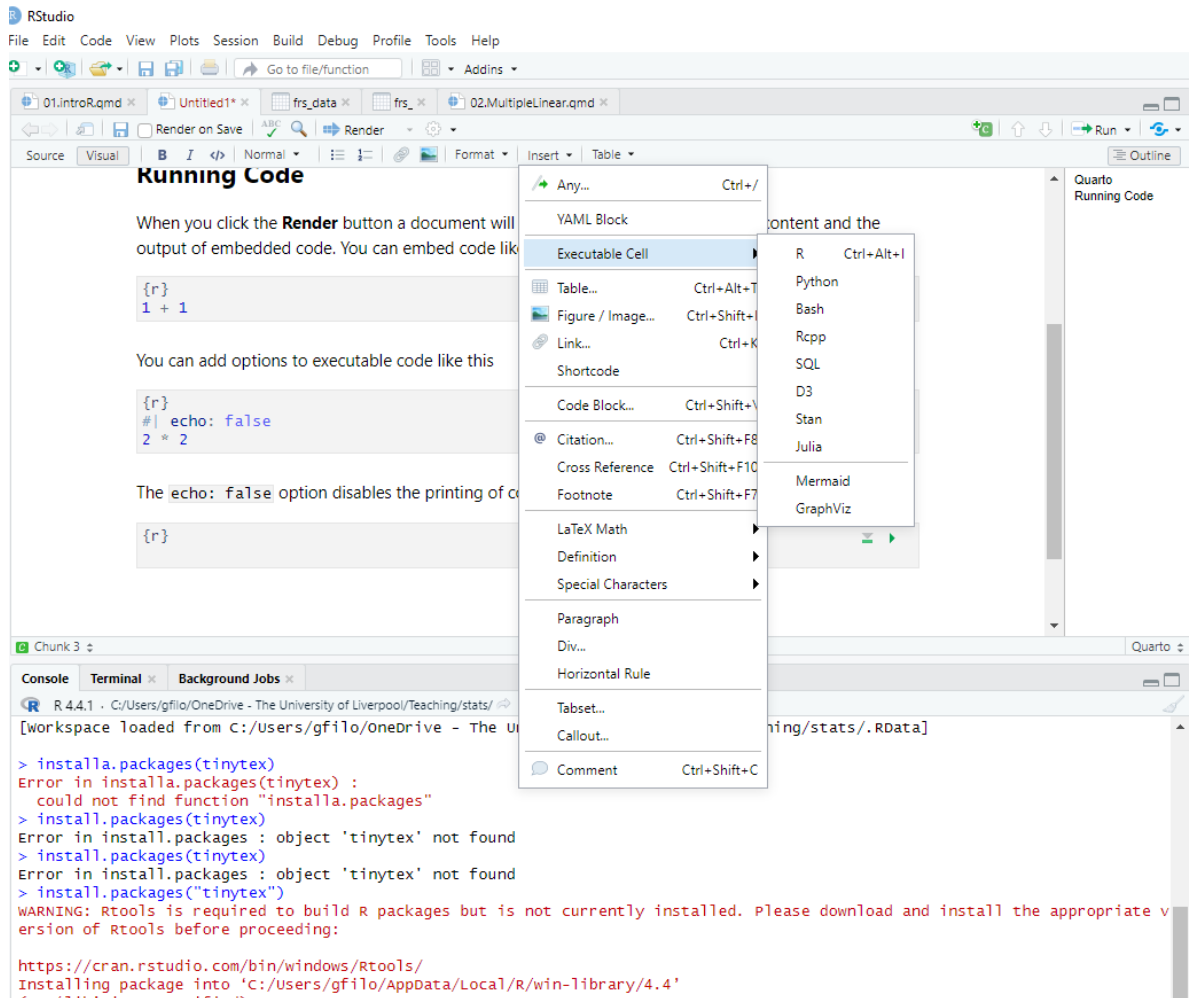 RStudio
File Edit Code View Plots Session Build Debug Profile Tools Help
Go to file/function Addins
01.introR.qmd Untitled1* frs_data frs_ 02.MultipleLinear.qmd
Render on Save ABC Render Run
Source Visual B I </> Normal Format Insert Table Outline
Running Code
When you click the Render button a document will
content and the
output of embedded code. You can embed code like
{r}
1 + 1
You can add options to executable code like this
{r}
#| echo: false
2 * 2
The echo: false option disables the printing of
{r}
Any... Ctrl+/
YAML Block
Executable Cell
Table... Ctrl+Alt+T
Figure / Image... Ctrl+Shift+I
Link... Ctrl+K
Shortcode
Code Block... Ctrl+Shift+\
@ Citation... Ctrl+Shift+F8
Cross Reference Ctrl+Shift+F10
Footnote Ctrl+Shift+F7
LaTeX Math
Definition
Special Characters
Paragraph
Div...
Horizontal Rule
Tabset...
Callout...
Comment Ctrl+Shift+C
R Ctrl+Alt+I
Python
Bash
Rcpp
SQL
D3
Stan
Julia
Mermaid
GraphViz
Quarto
Running Code
C Chunk 3 Quarto
Console Terminal Background Jobs
R R 4.4.1 · C:/Users/gfilo/OneDrive - The University of Liverpool/Teaching/stats/
[Workspace loaded from C:/Users/gfilo/OneDrive - The Un
hing/stats/.RData]
> installa.packages(tinytex)
Error in installa.packages(tinytex) :
could not find function "installa.packages"
> install.packages(tinytex)
Error in install.packages : object 'tinytex' not found
> install.packages(tinytex)
Error in install.packages : object 'tinytex' not found
> install.packages("tinytex")
WARNING: Rtools is required to build R packages but is not currently installed. Please download and install the appropriate v
ersion of Rtools before proceeding:
https://cran.rstudio.com/bin/windows/Rtools/
Installing package into ‘C:/Users/gfilo/AppData/Local/R/win-library/4.4’